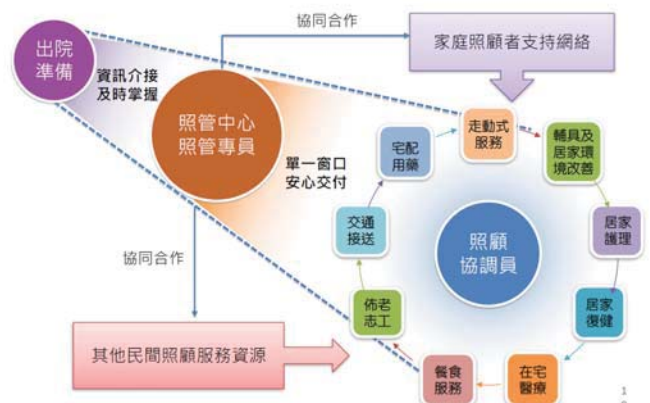 協同合作
出院
準備
資訊介接
及時掌握
照管中心
照管專員
家庭照顧者支持網絡
單一窗口
安心交付
走動式
服務
輔具及
居家環
境改善
居家
護理
居家
復健
在宅
醫療
餐食
服務
佈老
志工
交通
接送
宅配
用藥
照顧
協調員
協同合作
其他民間照顧服務資源
1